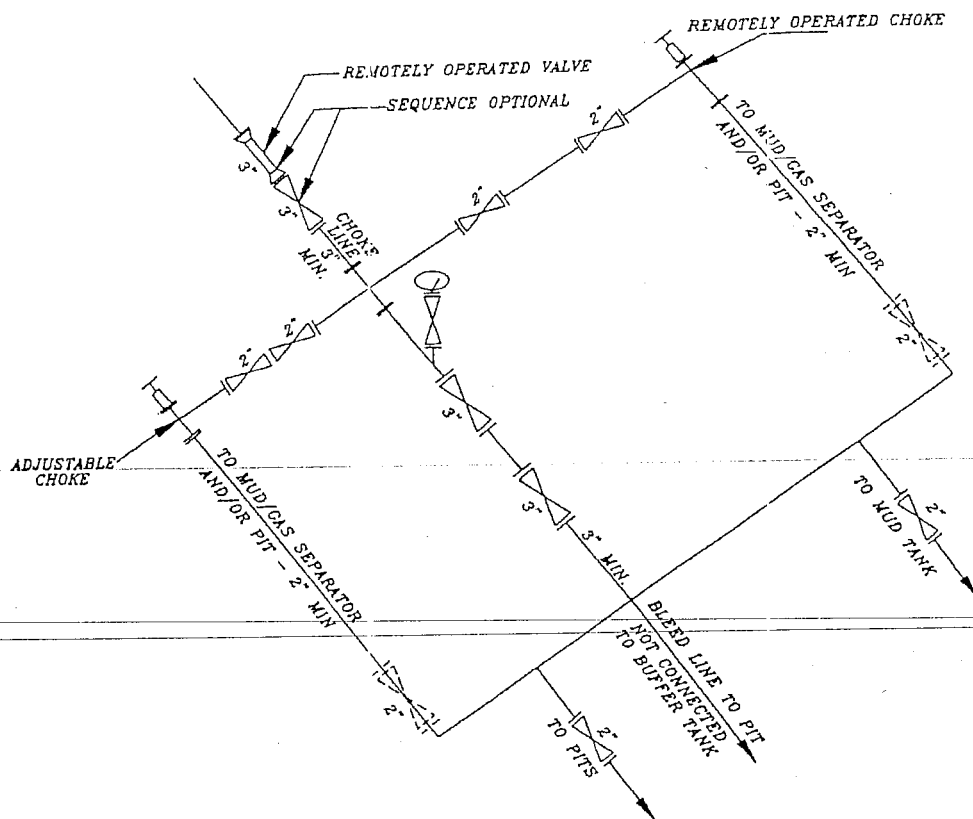 REMOTELY OPERATED CHOKE
REMOTELY OPERATED VALVE
SEQUENCE OPTIONAL
3"
3"
CHOKE
LINE
3"
MIN.
2"
2"
TO MUD/GAS SEPARATOR
AND/OR PIT - 2" MIN
2"
2"
2"
3"
3"
3" MIN.
ADJUSTABLE
CHOKE
TO MUD/GAS SEPARATOR
AND/OR PIT - 2" MIN
2"
2"
TO MUD TANK
BLEED LINE TO PIT
NOT CONNECTED
TO BUFFER TANK
2"
TO PITS